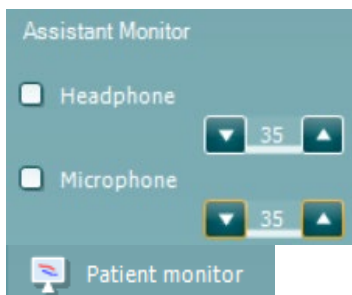 Assistant Monitor
Headphone
35
Microphone
35
Patient monitor